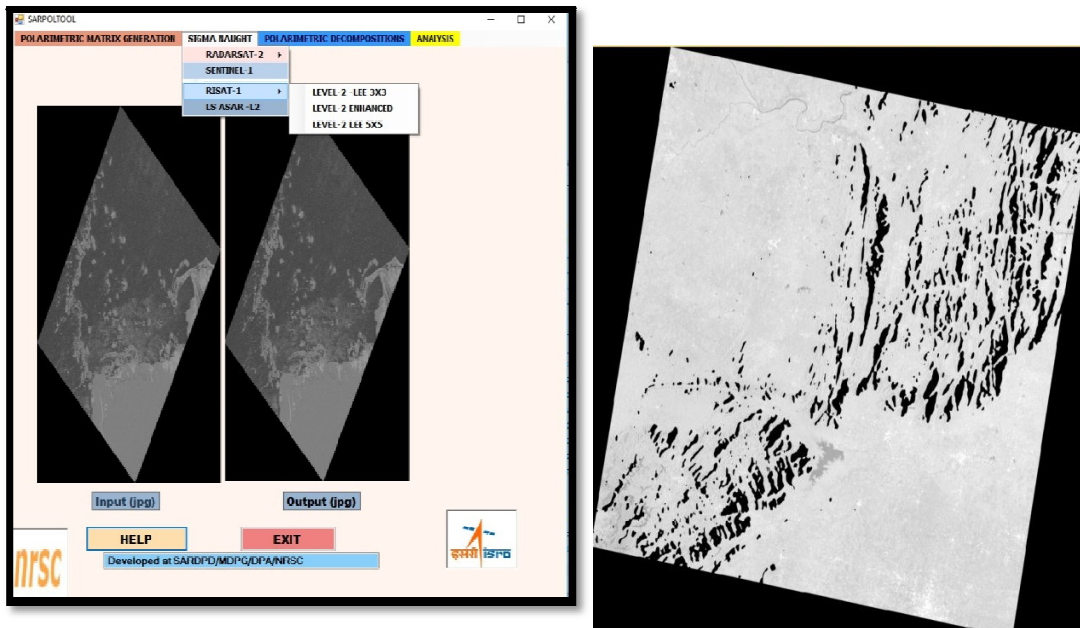 SARPOLTOOL
POLARIMETRIC MATRIX GENERATION SIGMA NAUGHT POLARIMETRIC DECOMPOSITIONS ANALYSIS
RADARSAT-2
SENTINEL-1
RISAT-1
LEVEL-2 -LEE 3X3
LS ASAR -L2
LEVEL-2 ENHANCED
LEVEL-2 LEE 5X5
Input (jpg) Output (jpg)
HELP EXIT
Developed at SARDPD/MDPG/DPA/NRSC
nrsc
इसरो isro